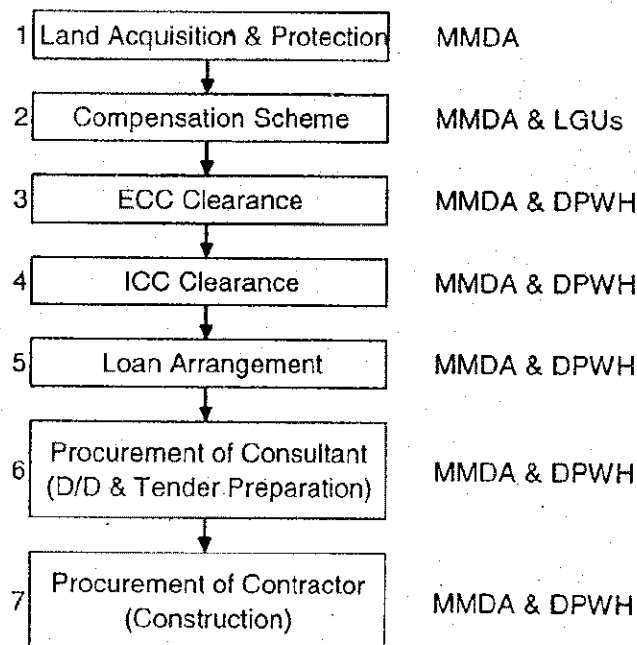 1 Land Acquisition & Protection MMDA
2 Compensation Scheme MMDA & LGUs
3 ECC Clearance MMDA & DPWH
4 ICC Clearance MMDA & DPWH
5 Loan Arrangement MMDA & DPWH
6 Procurement of Consultant
(D/D & Tender Preparation) MMDA & DPWH
7 Procurement of Contractor
(Construction) MMDA & DPWH